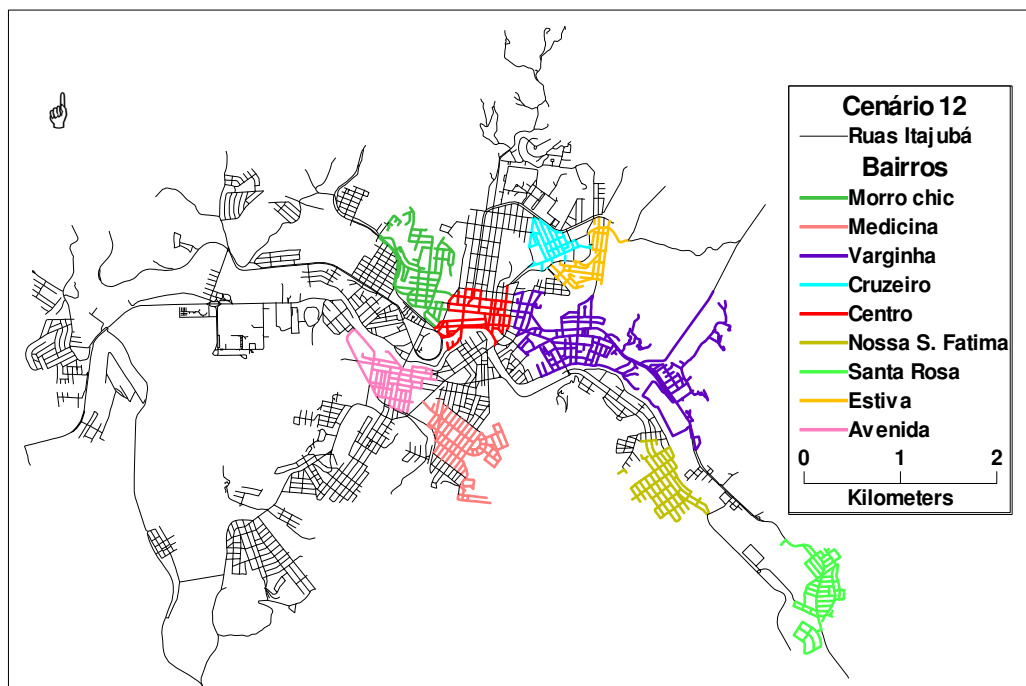 Cenário 12
Ruas Itajubá
Bairros
Morro chic
Medicina
Varginha
Cruzeiro
Centro
Nossa S. Fatima
Santa Rosa
Estiva
Avenida
0 1 2
Kilometers